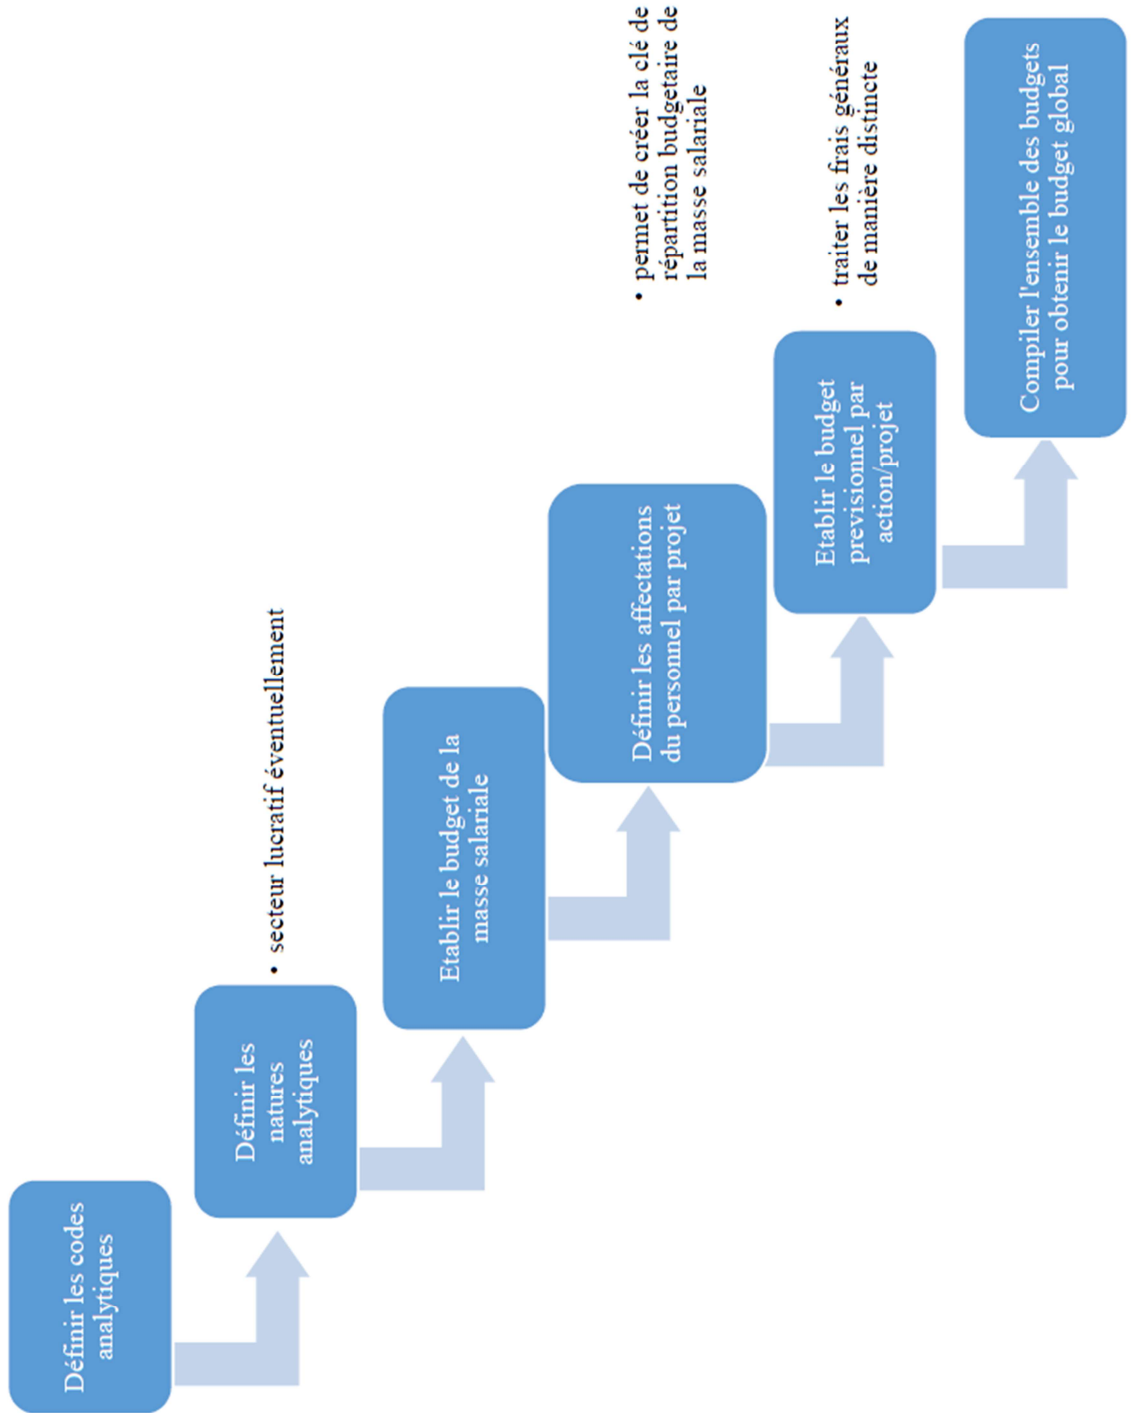 Définir les codes
analytiques
Définir les
natures
analytiques
• secteur lucratif éventuellement
Etablir le budget de la
masse salariale
Définir les affectations
du personnel par projet
• permet de créer la clé de
répartition budgetaire de
la masse salariale
Etablir le budget
previsionnel par
action/projet
• traiter les frais généraux
de manière distincte
Compiler l'ensemble des budgets
pour obtenir le budget global